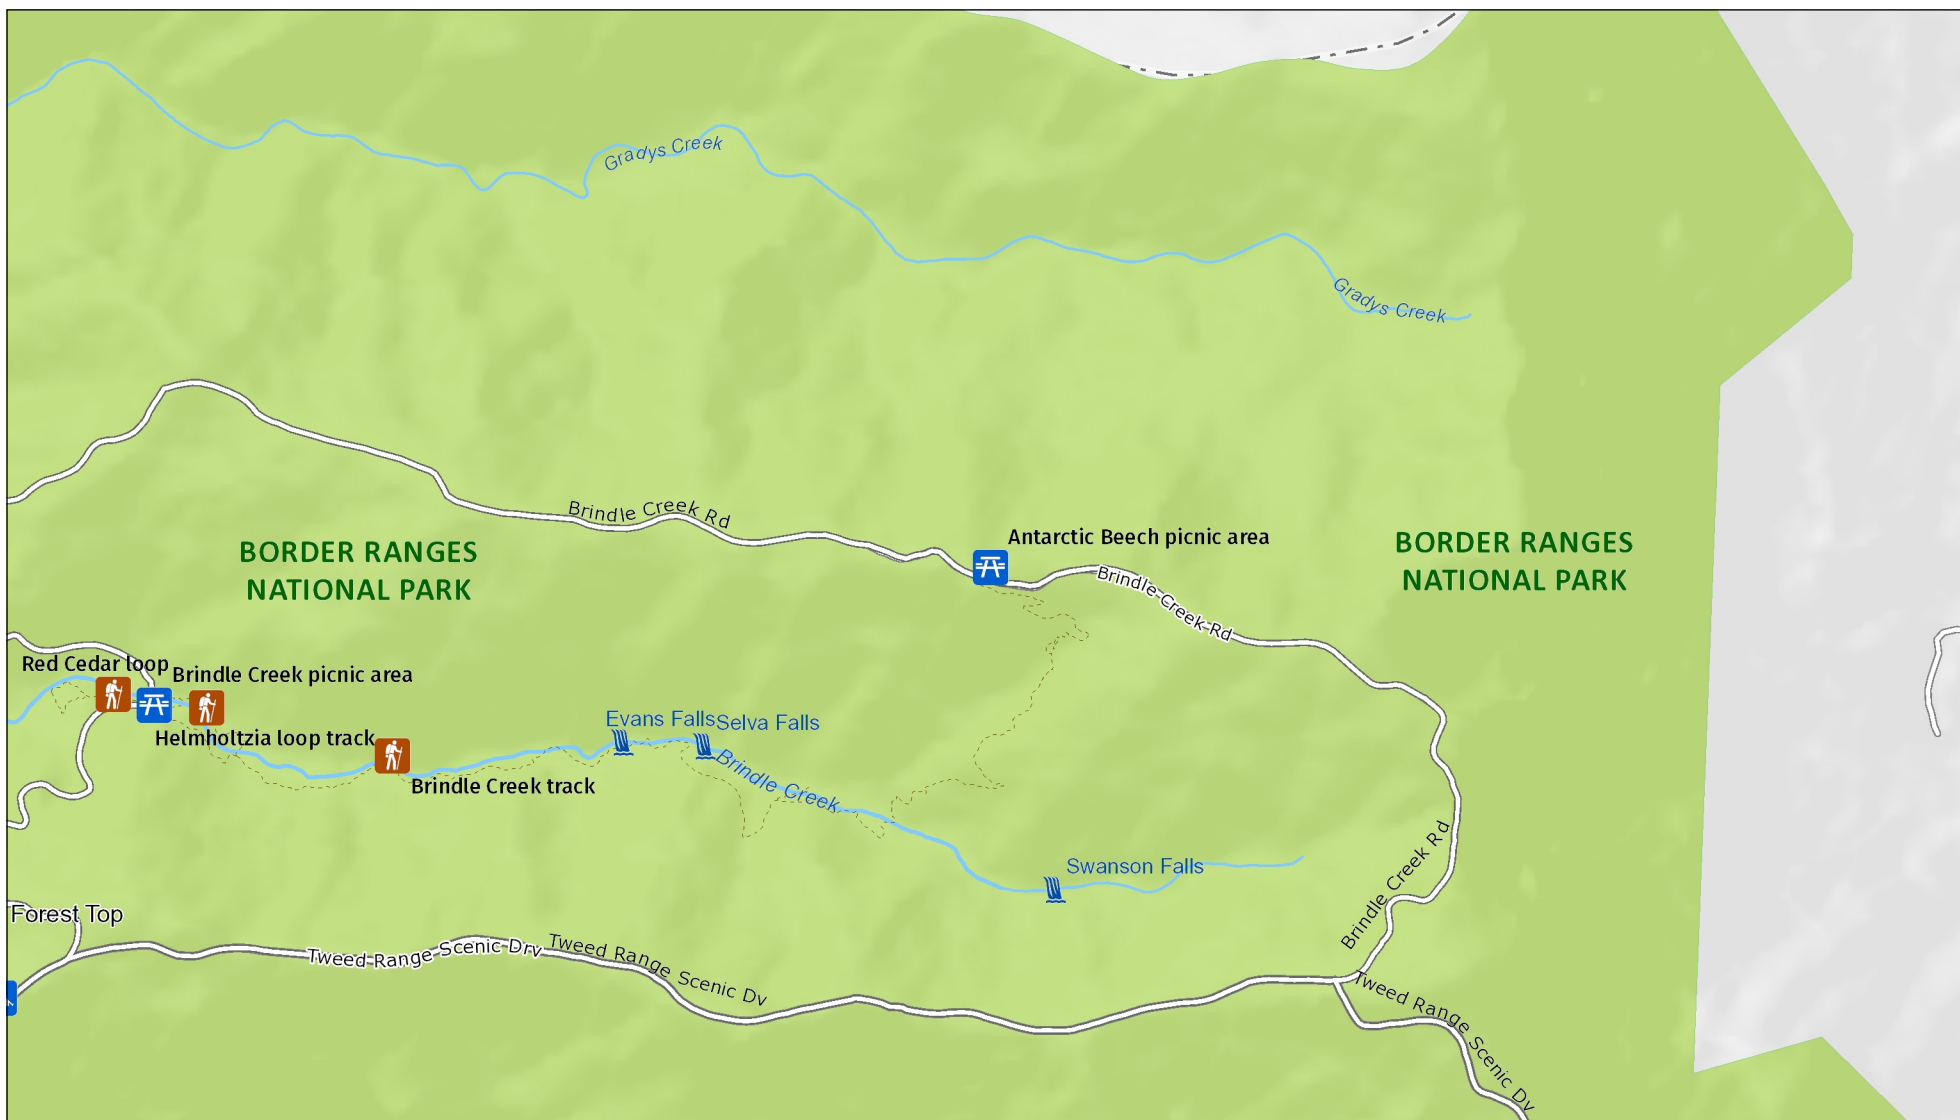 Gradys Creek
Gradys Creek
Brindle Creek Rd
Antarctic Beech picnic area
BORDER RANGES
NATIONAL PARK
BORDER RANGES
NATIONAL PARK
Brindle Creek Rd
Red Cedar loop
Brindle Creek picnic area
Helmholtzia loop track
Evans Falls
Selva Falls
Brindle Creek
Brindle Creek track
Swanson Falls
Brindle Creek Rd
Forest Top
Tweed Range Scenic Drv
Tweed Range Scenic Dv
Tweed Range Scenic Dv